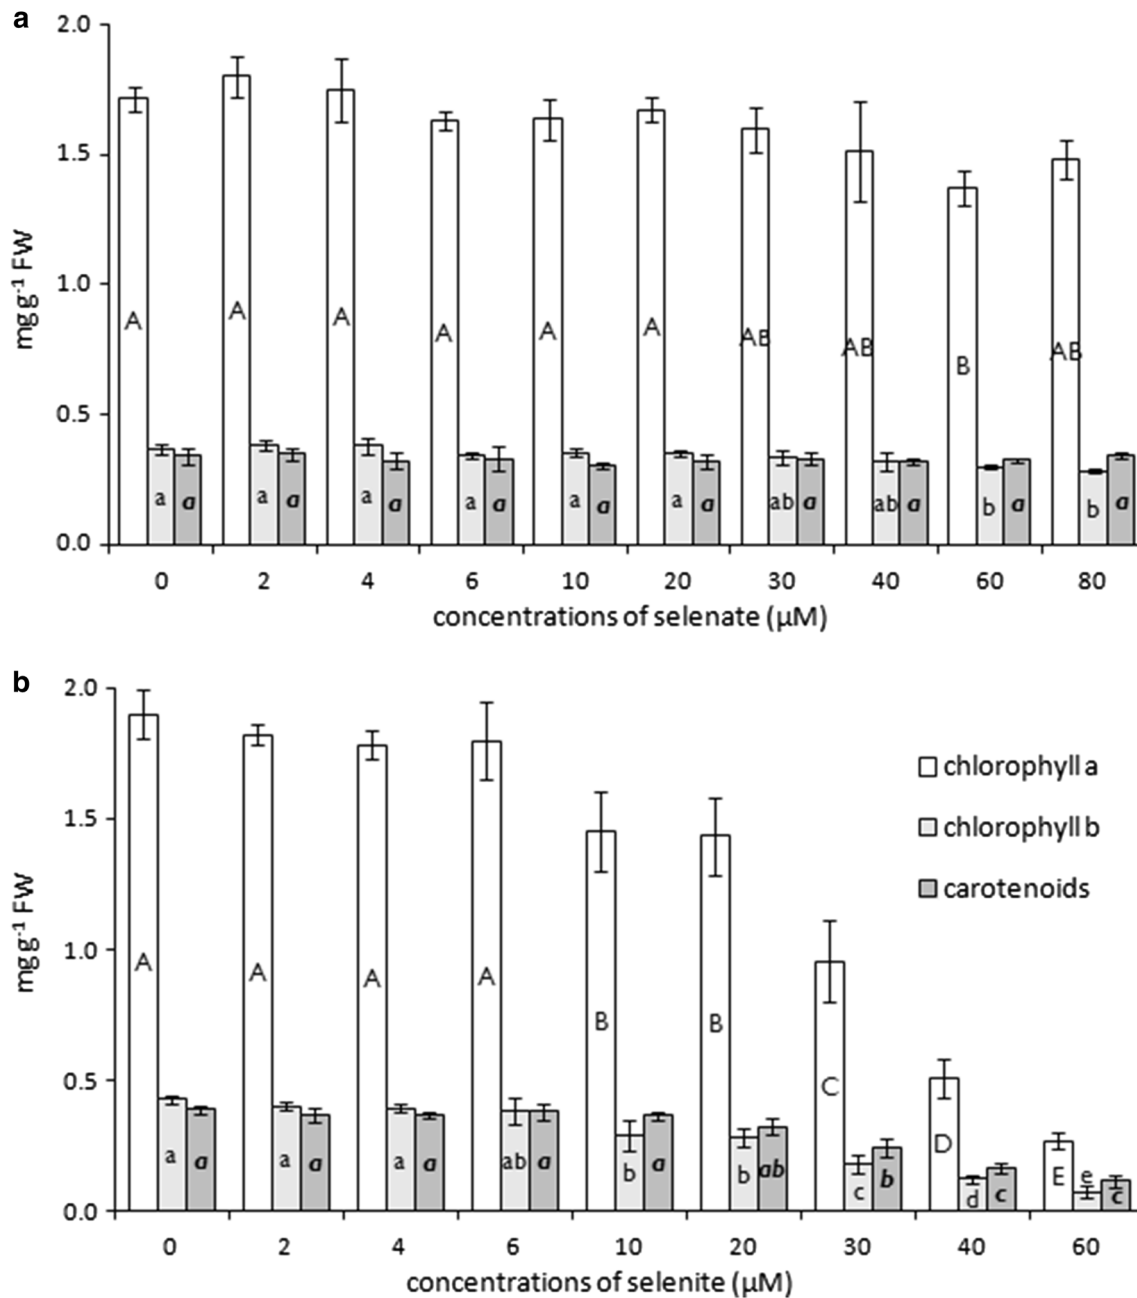 a
2.0
1.5
1.0
0.5
0.0
mg g-1 FW
A A A A A A AB AB B AB
a a a a a a a a a a a a ab a ab a b a b a
0 2 4 6 10 20 30 40 60 80
concentrations of selenate (µM)
b
2.0
1.5
1.0
0.5
0.0
mg g-1 FW
chlorophyll a
chlorophyll b
carotenoids
A A A A B B C D E
a a a a a a ab a b a b ab c b d c e c
0 2 4 6 10 20 30 40 60
concentrations of selenite (µM)